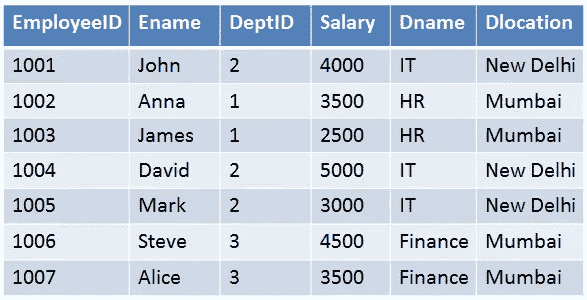 EmployeeID Ename DeptID Salary Dname Dlocation
1001 John 2 4000 IT New Delhi
1002 Anna 1 3500 HR Mumbai
1003 James 1 2500 HR Mumbai
1004 David 2 5000 IT New Delhi
1005 Mark 2 3000 IT New Delhi
1006 Steve 3 4500 Finance Mumbai
1007 Alice 3 3500 Finance Mumbai